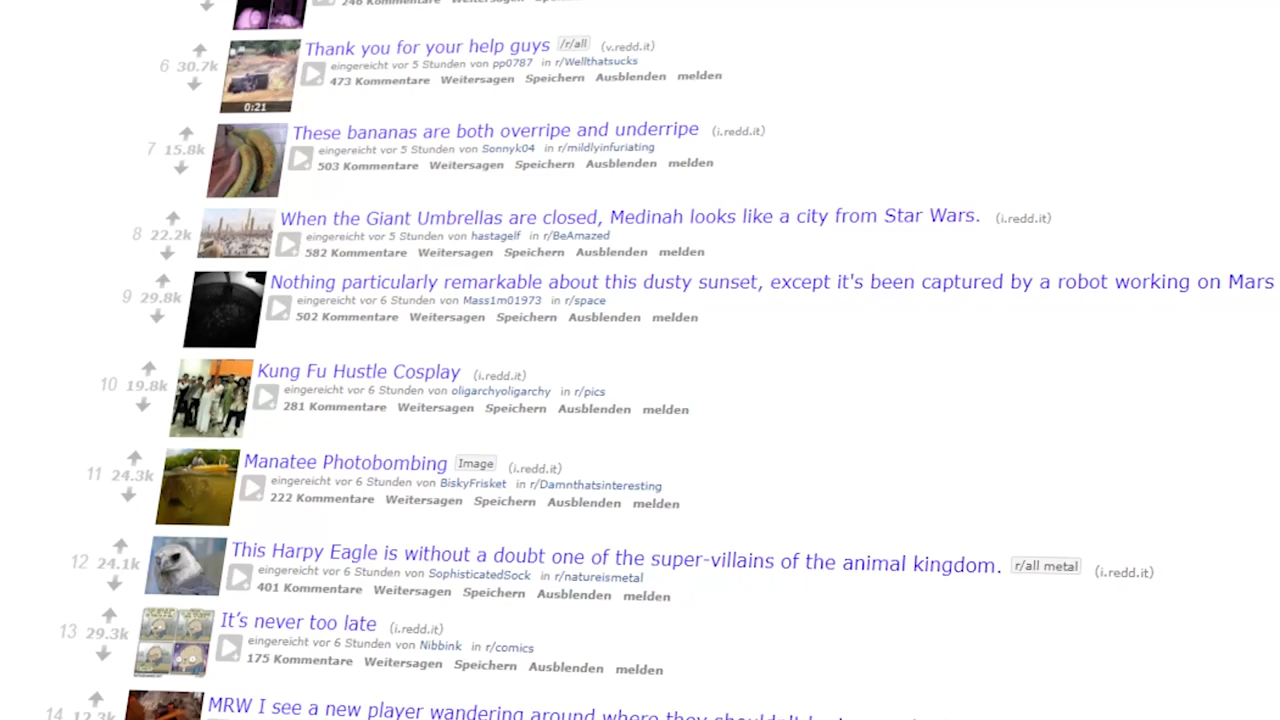 246 Kommentare Weitersagen
6 30.7k Thank you for your help guys /r/all (v.redd.it)
eingereicht vor 5 Stunden von pp0787 in r/Wellthatsucks
473 Kommentare Weitersagen Speichern Ausblenden melden
0:21
7 15.8k These bananas are both overripe and underripe (i.redd.it)
eingereicht vor 5 Stunden von Sonnyk04 in r/mildlyinfuriating
503 Kommentare Weitersagen Speichern Ausblenden melden
8 22.2k When the Giant Umbrellas are closed, Medinah looks like a city from Star Wars. (i.redd.it)
eingereicht vor 5 Stunden von hastagelf in r/BeAmazed
582 Kommentare Weitersagen Speichern Ausblenden melden
9 29.8k Nothing particularly remarkable about this dusty sunset, except it's been captured by a robot working on Mars
eingereicht vor 6 Stunden von Mass1m01973 in r/space
502 Kommentare Weitersagen Speichern Ausblenden melden
10 19.8k Kung Fu Hustle Cosplay (i.redd.it)
eingereicht vor 6 Stunden von oligarchyoligarchy in r/pics
281 Kommentare Weitersagen Speichern Ausblenden melden
11 24.3k Manatee Photobombing Image (i.redd.it)
eingereicht vor 6 Stunden von BiskyFrisket in r/Damnthatsinteresting
222 Kommentare Weitersagen Speichern Ausblenden melden
12 24.1k This Harpy Eagle is without a doubt one of the super-villains of the animal kingdom. r/all metal (i.redd.it)
eingereicht vor 6 Stunden von SophisticatedSock in r/natureismetal
401 Kommentare Weitersagen Speichern Ausblenden melden
13 29.3k It’s never too late (i.redd.it)
eingereicht vor 6 Stunden von Nibbink in r/comics
175 Kommentare Weitersagen Speichern Ausblenden melden
14 12.3k MRW I see a new player wandering around where they shouldn't